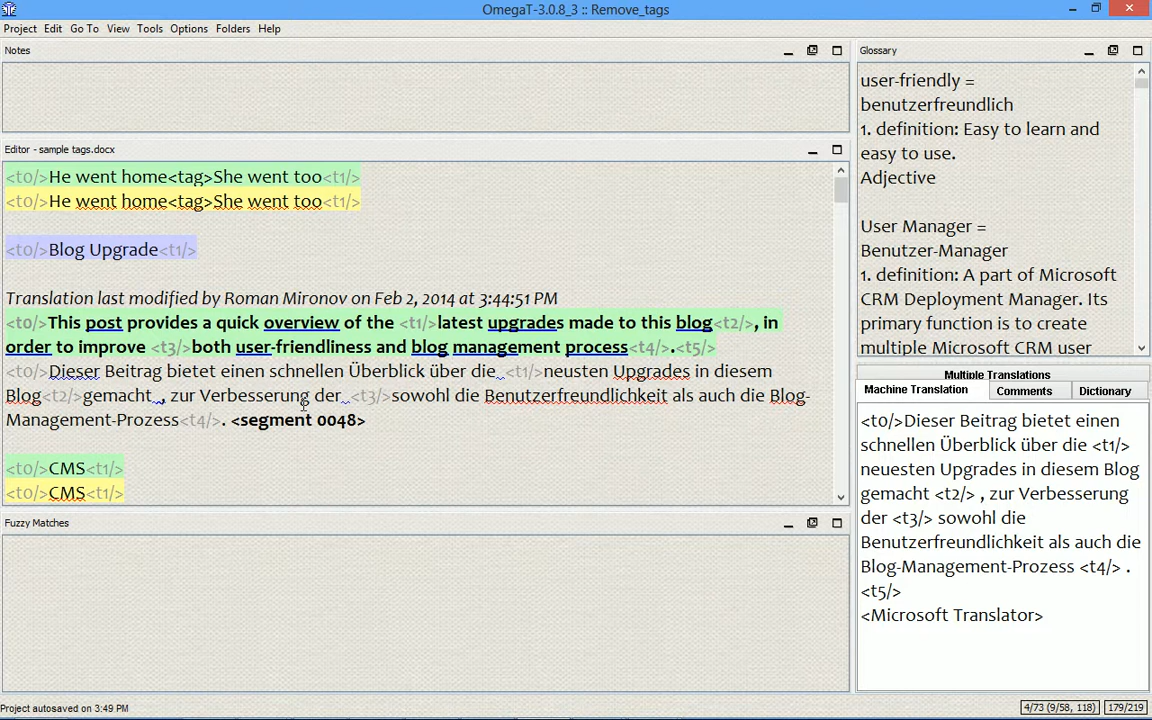 OmegaT-3.0.8_3 :: Remove_tags
Project Edit Go To View Tools Options Folders Help
Notes
Editor - sample tags.docx
<t0/>He went home<tag>She went too<t1/>
<t0/>He went home<tag>She went too<t1/>
<t0/>Blog Upgrade<t1/>
Translation last modified by Roman Mironov on Feb 2, 2014 at 3:44:51 PM
<t0/>This post provides a quick overview of the <t1/>latest upgrades made to this blog<t2/>, in
order to improve <t3/>both user-friendliness and blog management process<t4/>.<t5/>
<t0/>Dieser Beitrag bietet einen schnellen Überblick über die <t1/>neusten Upgrades in diesem
Blog<t2/>gemacht , zur Verbesserung der <t3/>sowohl die Benutzerfreundlichkeit als auch die Blog-
Management-Prozess<t4/>. <segment 0048>
<t0/>CMS<t1/>
<t0/>CMS<t1/>
Fuzzy Matches
Glossary
user-friendly =
benutzerfreundlich
1. definition: Easy to learn and
easy to use.
Adjective
User Manager =
Benutzer-Manager
1. definition: A part of Microsoft
CRM Deployment Manager. Its
primary function is to create
multiple Microsoft CRM user
Multiple Translations
Machine Translation Comments Dictionary
<t0/>Dieser Beitrag bietet einen
schnellen Überblick über die <t1/>
neuesten Upgrades in diesem Blog
gemacht <t2/> , zur Verbesserung
der <t3/> sowohl die
Benutzerfreundlichkeit als auch die
Blog-Management-Prozess <t4/> .
<t5/>
<Microsoft Translator>
Project autosaved on 3:49 PM
4/73 (9/58, 118) 179/219